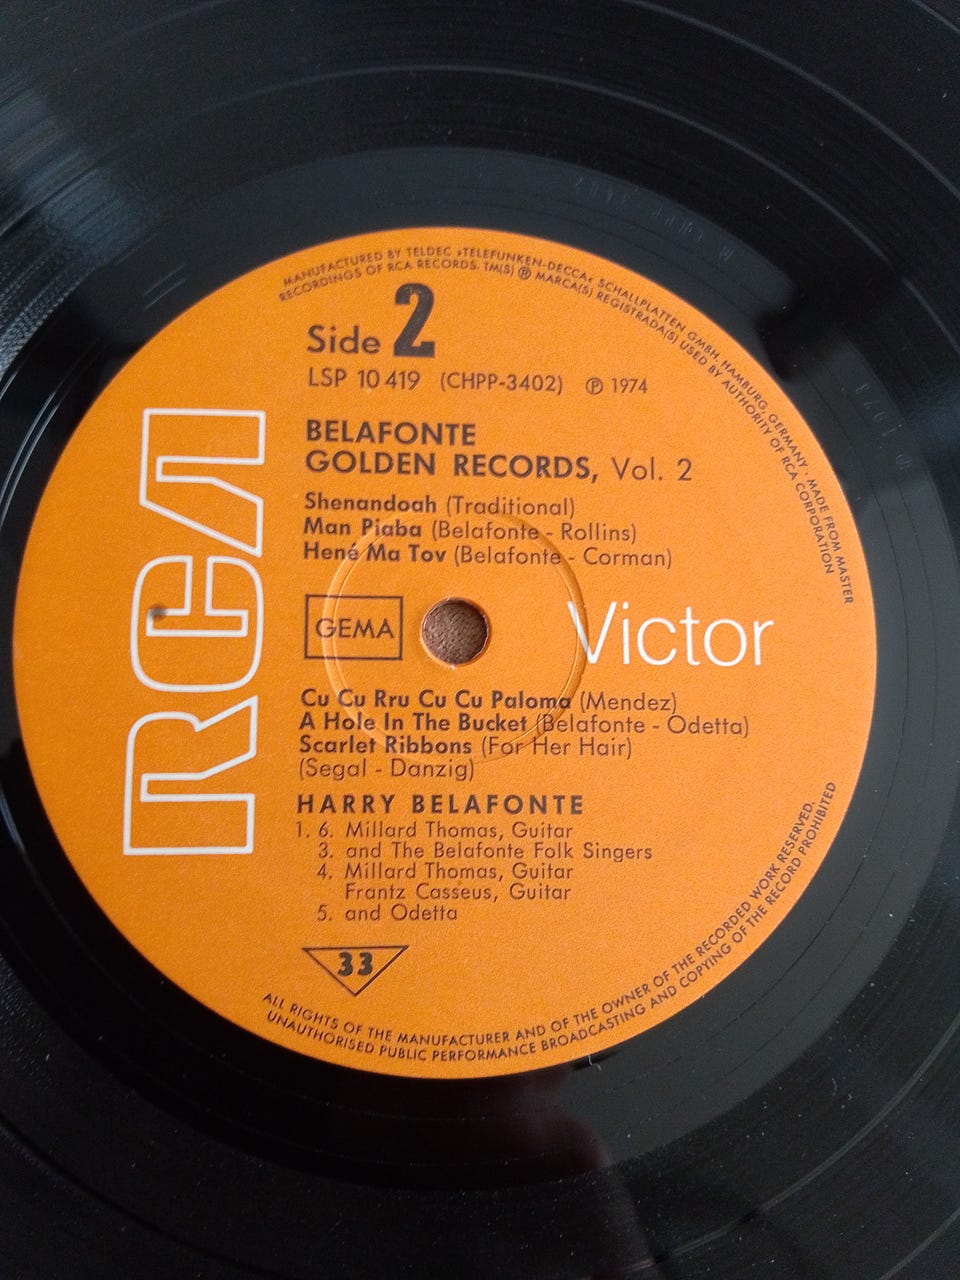 MANUFACTURED BY TELDEC »TELEFUNKEN-DECCA« SCHALLPLATTEN GMBH, HAMBURG, GERMANY · MADE FROM MASTER
RECORDINGS OF RCA RECORDS. TM(S) ® MARCA(S) REGISTRADA(S) USED BY AUTHORITY OF RCA CORPORATION
Side 2
LSP 10 419 (CHPP-3402) ℗ 1974
BELAFONTE
GOLDEN RECORDS, Vol. 2
Shenandoah (Traditional)
Man Piaba (Belafonte - Rollins)
Hené Ma Tov (Belafonte - Corman)
RCA
GEMA
Victor
Cu Cu Rru Cu Cu Paloma (Mendez)
A Hole In The Bucket (Belafonte - Odetta)
Scarlet Ribbons (For Her Hair)
(Segal - Danzig)
HARRY BELAFONTE
1. 6. Millard Thomas, Guitar
3. and The Belafonte Folk Singers
4. Millard Thomas, Guitar
Frantz Casseus, Guitar
5. and Odetta
33
ALL RIGHTS OF THE MANUFACTURER AND OF THE OWNER OF THE RECORDED WORK RESERVED.
UNAUTHORISED PUBLIC PERFORMANCE BROADCASTING AND COPYING OF THE RECORD PROHIBITED